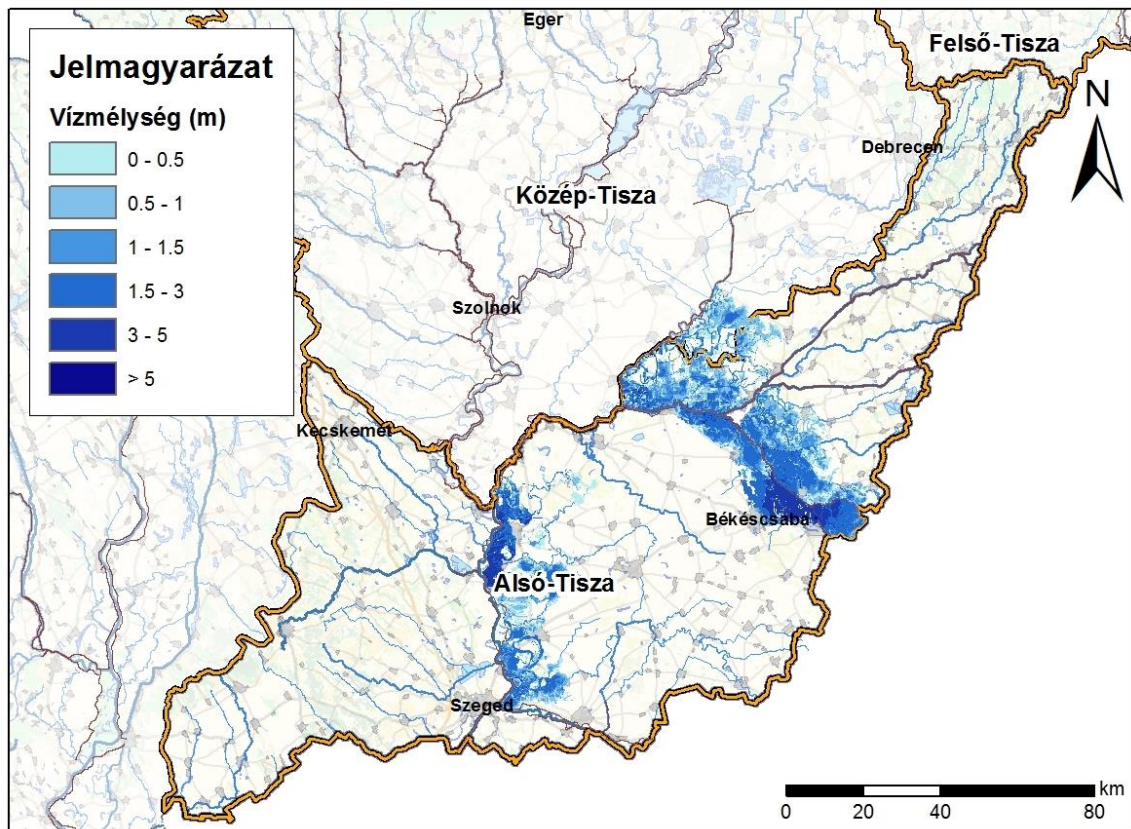 Jelmagyarázat
Vízmélység (m)
0 - 0.5
0.5 - 1
1 - 1.5
1.5 - 3
3 - 5
> 5
Eger
Felső-Tisza
N
Debrecen
Közép-Tisza
Szolnok
Kecskemét
Békéscsaba
Alsó-Tisza
Szeged
km
0 20 40 80